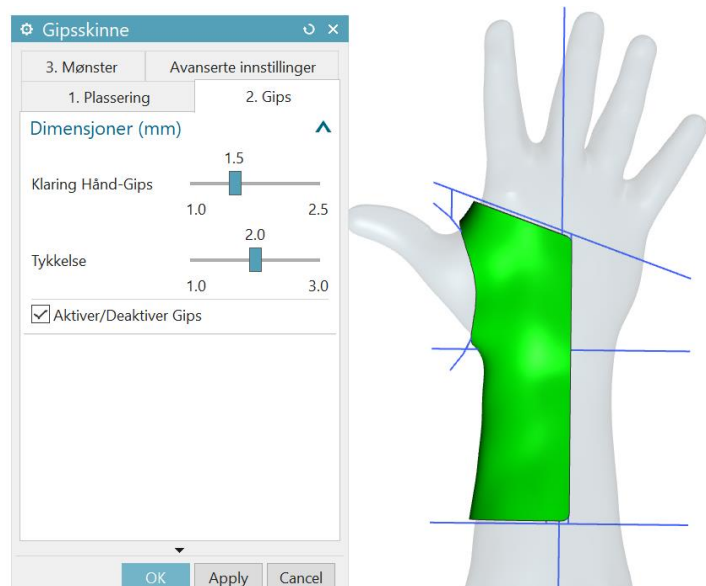 Gipsskinne
3. Mønster
Avanserte innstillinger
1. Plassering
2. Gips
Dimensjoner (mm)
1.5
Klaring Hånd-Gips
1.0
2.5
2.0
Tykkelse
1.0
3.0
Aktiver/Deaktiver Gips
OK
Apply
Cancel